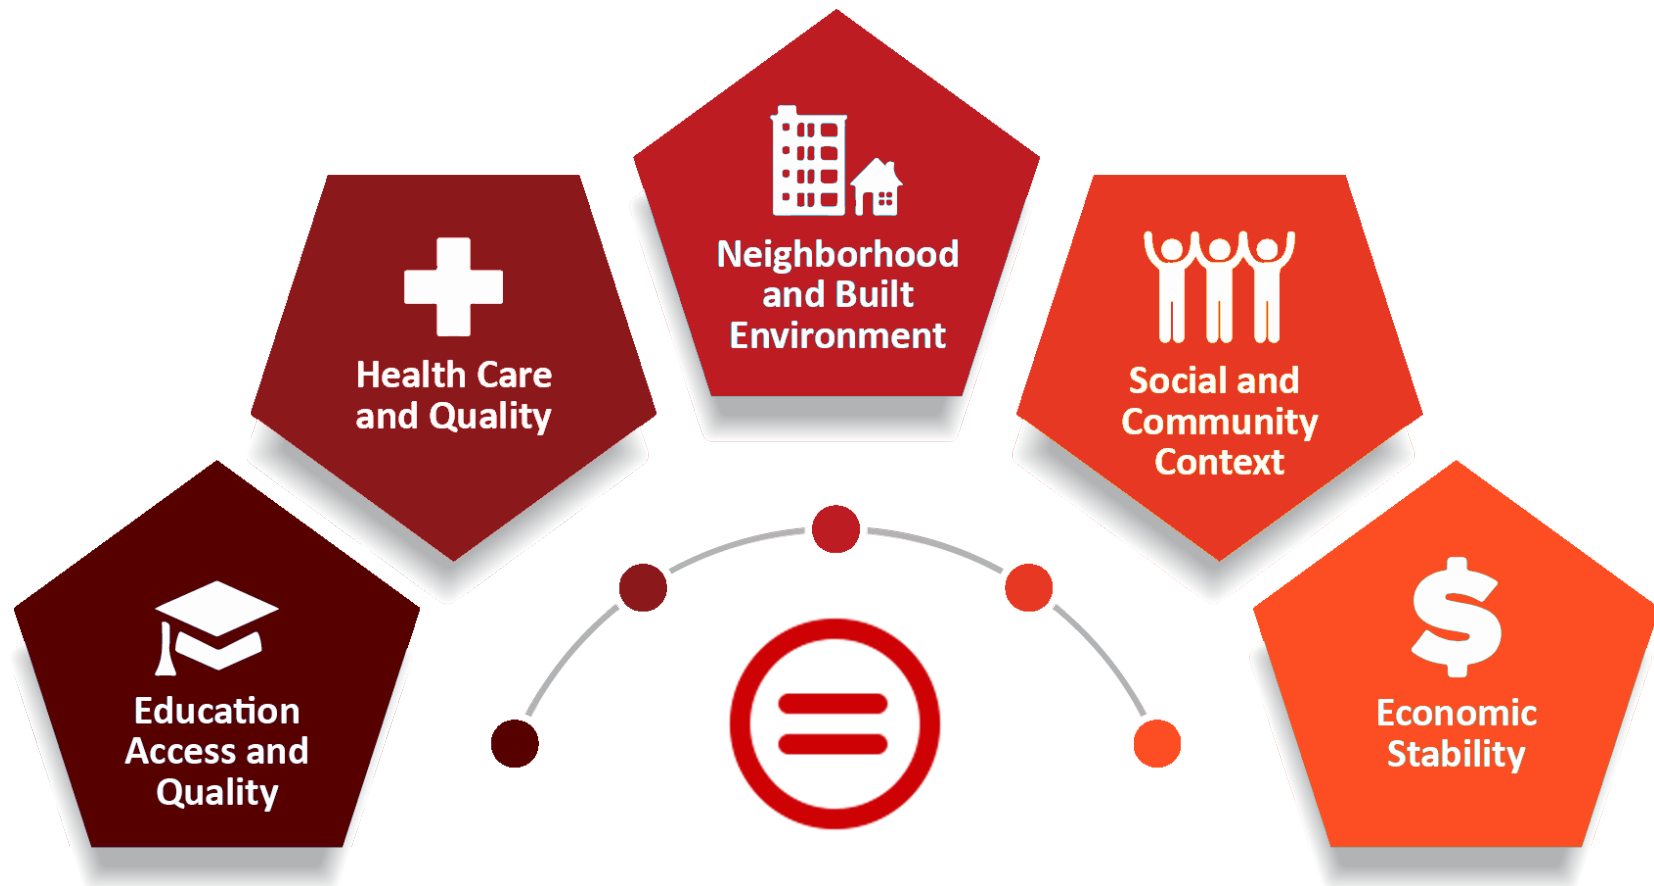 Education
Access and
Quality
Health Care
and Quality
Neighborhood
and Built
Environment
Social and
Community
Context
Economic
Stability